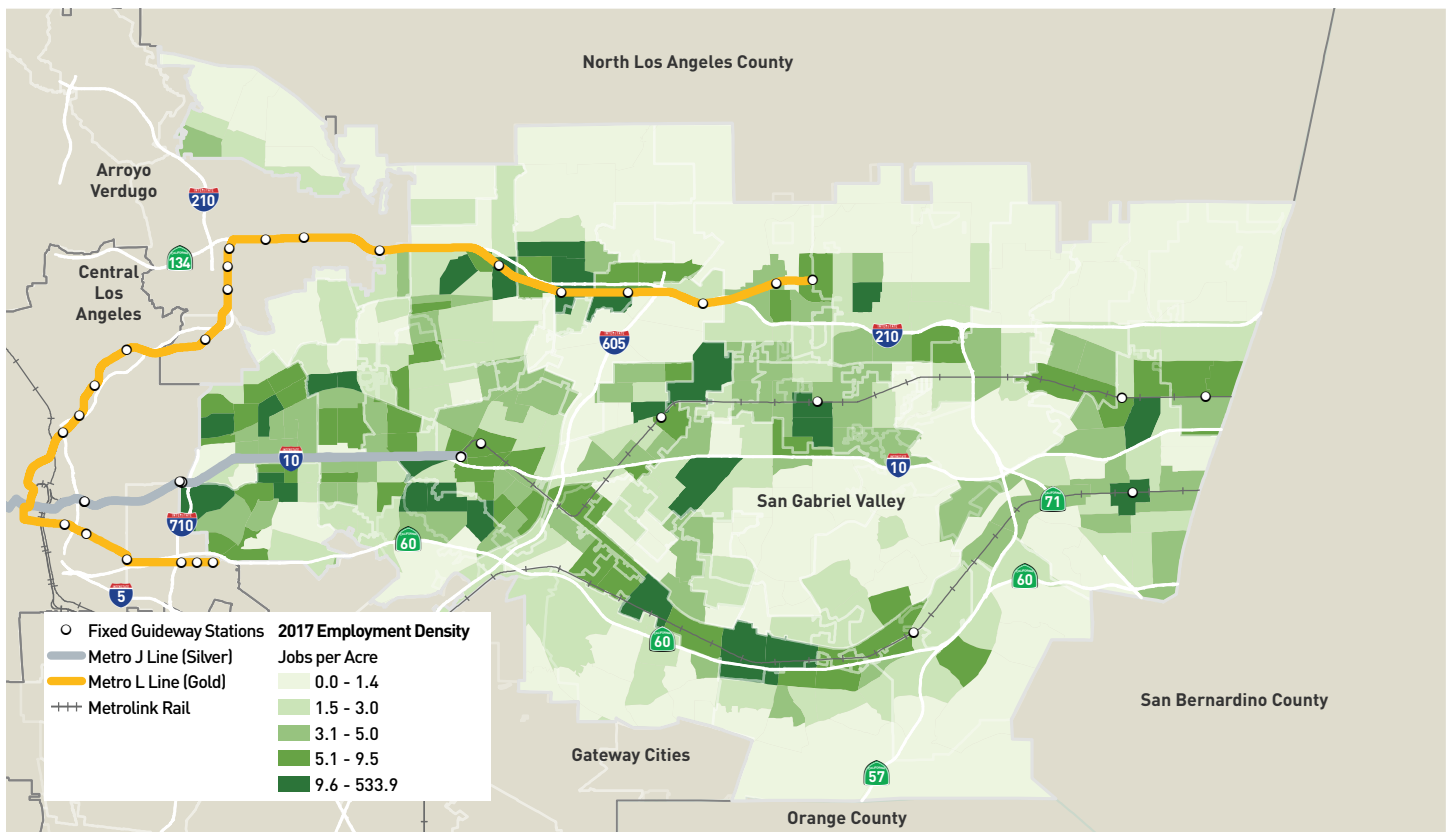 North Los Angeles County
Arroyo
Verdugo
210
134
Central
Los
Angeles
605
210
10
10
San Gabriel Valley
71
710
60
60
5
60
Fixed Guideway Stations
Metro J Line (Silver)
Metro L Line (Gold)
Metrolink Rail
2017 Employment Density
Jobs per Acre
0.0 - 1.4
1.5 - 3.0
3.1 - 5.0
5.1 - 9.5
9.6 - 533.9
San Bernardino County
Gateway Cities
57
Orange County